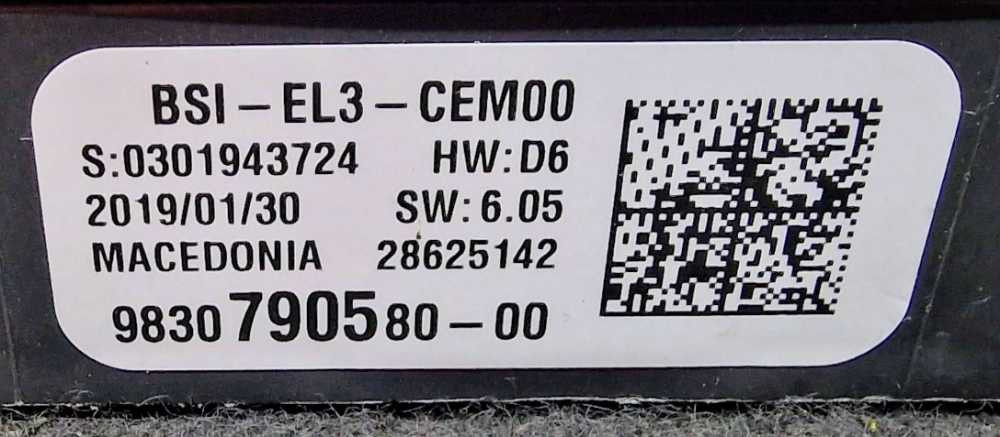 BSI-EL3-CEM00
S:0301943724 HW:D6
2019/01/30 SW:6.05
MACEDONIA 28625142
9830790580-00